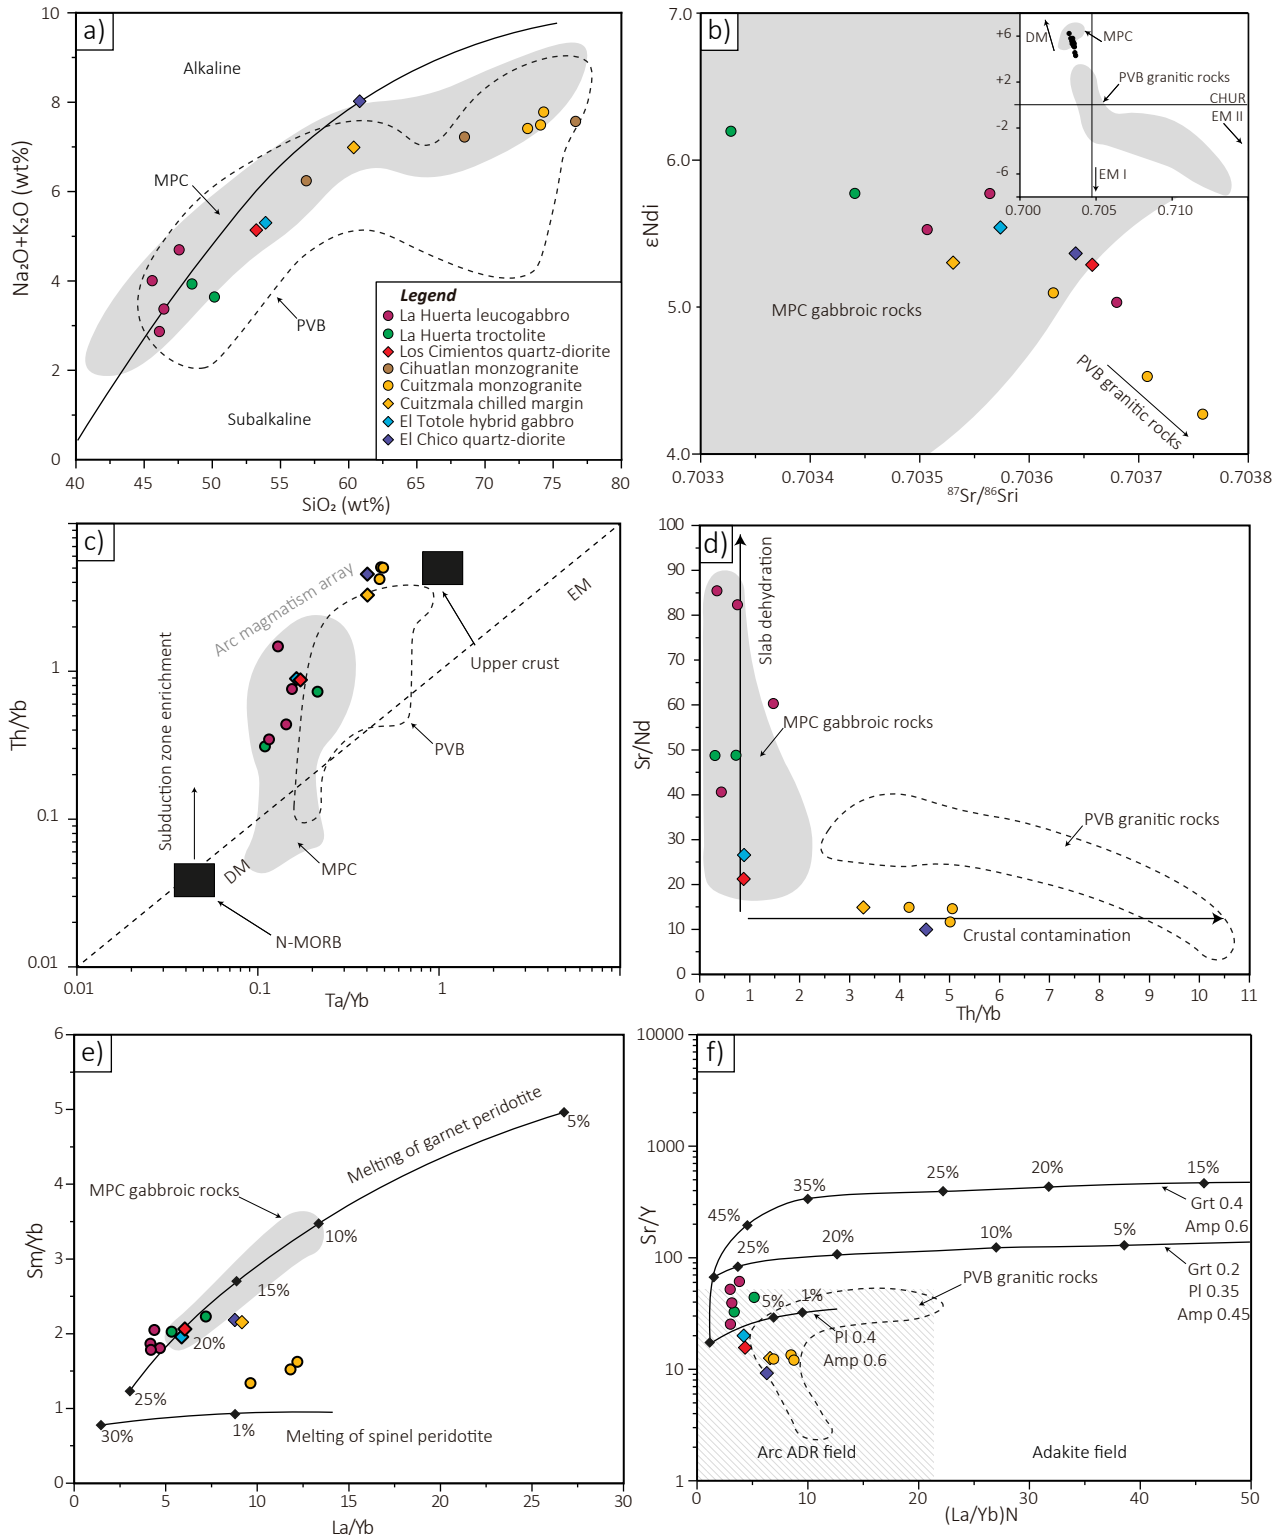 a)
10
8
6
4
2
0
Na₂O+K₂O (wt%)
Alkaline
MPC
PVB
Subalkaline
Legend
La Huerta leucogabbro
La Huerta troctolite
Los Cimientos quartz-diorite
Cihuatlan monzogranite
Cuitzmala monzogranite
Cuitzmala chilled margin
El Totole hybrid gabbro
El Chico quartz-diorite
40 45 50 55 60 65 70 75 80
SiO₂ (wt%)
b)
7.0
6.0
5.0
4.0
εNdi
+6
+2
-2
-6
DM
MPC
PVB granitic rocks
CHUR
EM II
EM I
0.700 0.705 0.710
MPC gabbroic rocks
PVB granitic rocks
0.7033 0.7034 0.7035 0.7036 0.7037 0.7038
⁸⁷Sr/⁸⁶Sri
c)
1
0.1
0.01
Th/Yb
Arc magmatism array
EM
Upper crust
Subduction zone enrichment
PVB
DM
MPC
N-MORB
0.01 0.1 1
Ta/Yb
d)
100
90
80
70
60
50
40
30
20
10
0
Sr/Nd
Slab dehydration
MPC gabbroic rocks
PVB granitic rocks
Crustal contamination
0 1 2 3 4 5 6 7 8 9 10 11
Th/Yb
e)
6
5
4
3
2
1
0
Sm/Yb
Melting of garnet peridotite
5%
MPC gabbroic rocks
10%
15%
20%
25%
30%
1%
Melting of spinel peridotite
0 5 10 15 20 25 30
La/Yb
f)
10000
1000
100
10
1
Sr/Y
45%
35%
25%
20%
15%
Grt 0.4
Amp 0.6
25%
20%
10%
5%
Grt 0.2
Pl 0.35
Amp 0.45
PVB granitic rocks
5%
1%
Pl 0.4
Amp 0.6
Arc ADR field
Adakite field
0 10 20 30 40 50
(La/Yb)N